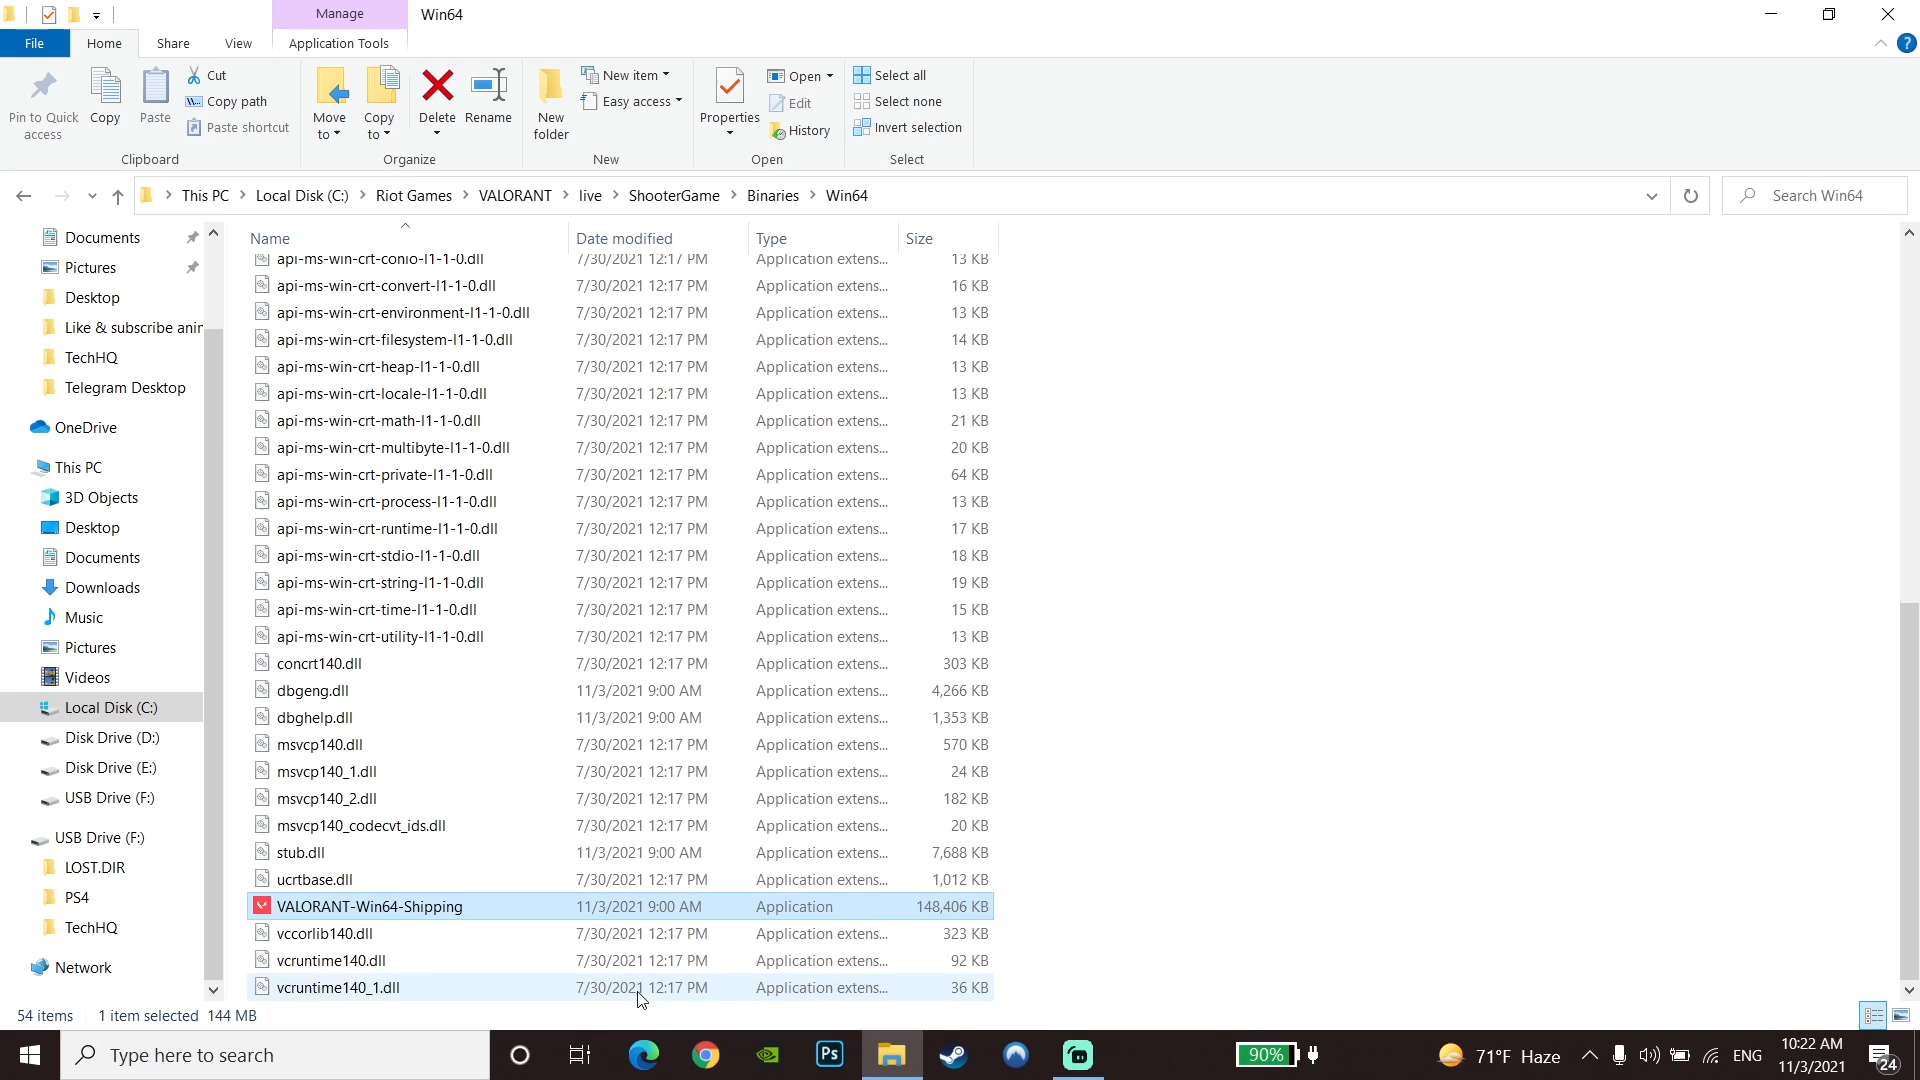 Manage
Win64
File
Home
Share
View
Application Tools
Pin to Quick access
Copy
Paste
Cut
Copy path
Paste shortcut
Clipboard
Move to
Copy to
Delete
Rename
Organize
New folder
New item
Easy access
New
Properties
Open
Edit
History
Open
Select all
Select none
Invert selection
Select
This PC
Local Disk (C:)
Riot Games
VALORANT
live
ShooterGame
Binaries
Win64
Search Win64
Documents
Pictures
Desktop
Like & subscribe anir
TechHQ
Telegram Desktop
OneDrive
This PC
3D Objects
Desktop
Documents
Downloads
Music
Pictures
Videos
Local Disk (C:)
Disk Drive (D:)
Disk Drive (E:)
USB Drive (F:)
USB Drive (F:)
LOST.DIR
PS4
TechHQ
Network
Name Date modified Type Size
api-ms-win-crt-conio-l1-1-0.dll 7/30/2021 12:17 PM Application extens... 13 KB
api-ms-win-crt-convert-l1-1-0.dll 7/30/2021 12:17 PM Application extens... 16 KB
api-ms-win-crt-environment-l1-1-0.dll 7/30/2021 12:17 PM Application extens... 13 KB
api-ms-win-crt-filesystem-l1-1-0.dll 7/30/2021 12:17 PM Application extens... 14 KB
api-ms-win-crt-heap-l1-1-0.dll 7/30/2021 12:17 PM Application extens... 13 KB
api-ms-win-crt-locale-l1-1-0.dll 7/30/2021 12:17 PM Application extens... 13 KB
api-ms-win-crt-math-l1-1-0.dll 7/30/2021 12:17 PM Application extens... 21 KB
api-ms-win-crt-multibyte-l1-1-0.dll 7/30/2021 12:17 PM Application extens... 20 KB
api-ms-win-crt-private-l1-1-0.dll 7/30/2021 12:17 PM Application extens... 64 KB
api-ms-win-crt-process-l1-1-0.dll 7/30/2021 12:17 PM Application extens... 13 KB
api-ms-win-crt-runtime-l1-1-0.dll 7/30/2021 12:17 PM Application extens... 17 KB
api-ms-win-crt-stdio-l1-1-0.dll 7/30/2021 12:17 PM Application extens... 18 KB
api-ms-win-crt-string-l1-1-0.dll 7/30/2021 12:17 PM Application extens... 19 KB
api-ms-win-crt-time-l1-1-0.dll 7/30/2021 12:17 PM Application extens... 15 KB
api-ms-win-crt-utility-l1-1-0.dll 7/30/2021 12:17 PM Application extens... 13 KB
concrt140.dll 7/30/2021 12:17 PM Application extens... 303 KB
dbgeng.dll 11/3/2021 9:00 AM Application extens... 4,266 KB
dbghelp.dll 11/3/2021 9:00 AM Application extens... 1,353 KB
msvcp140.dll 7/30/2021 12:17 PM Application extens... 570 KB
msvcp140_1.dll 7/30/2021 12:17 PM Application extens... 24 KB
msvcp140_2.dll 7/30/2021 12:17 PM Application extens... 182 KB
msvcp140_codecvt_ids.dll 7/30/2021 12:17 PM Application extens... 20 KB
stub.dll 11/3/2021 9:00 AM Application extens... 7,688 KB
ucrtbase.dll 7/30/2021 12:17 PM Application extens... 1,012 KB
VALORANT-Win64-Shipping 11/3/2021 9:00 AM Application 148,406 KB
vccorlib140.dll 7/30/2021 12:17 PM Application extens... 323 KB
vcruntime140.dll 7/30/2021 12:17 PM Application extens... 92 KB
vcruntime140_1.dll 7/30/2021 12:17 PM Application extens... 36 KB
54 items 1 item selected 144 MB
Type here to search
Ps
90%
71°F Haze
ENG
10:22 AM
11/3/2021
24